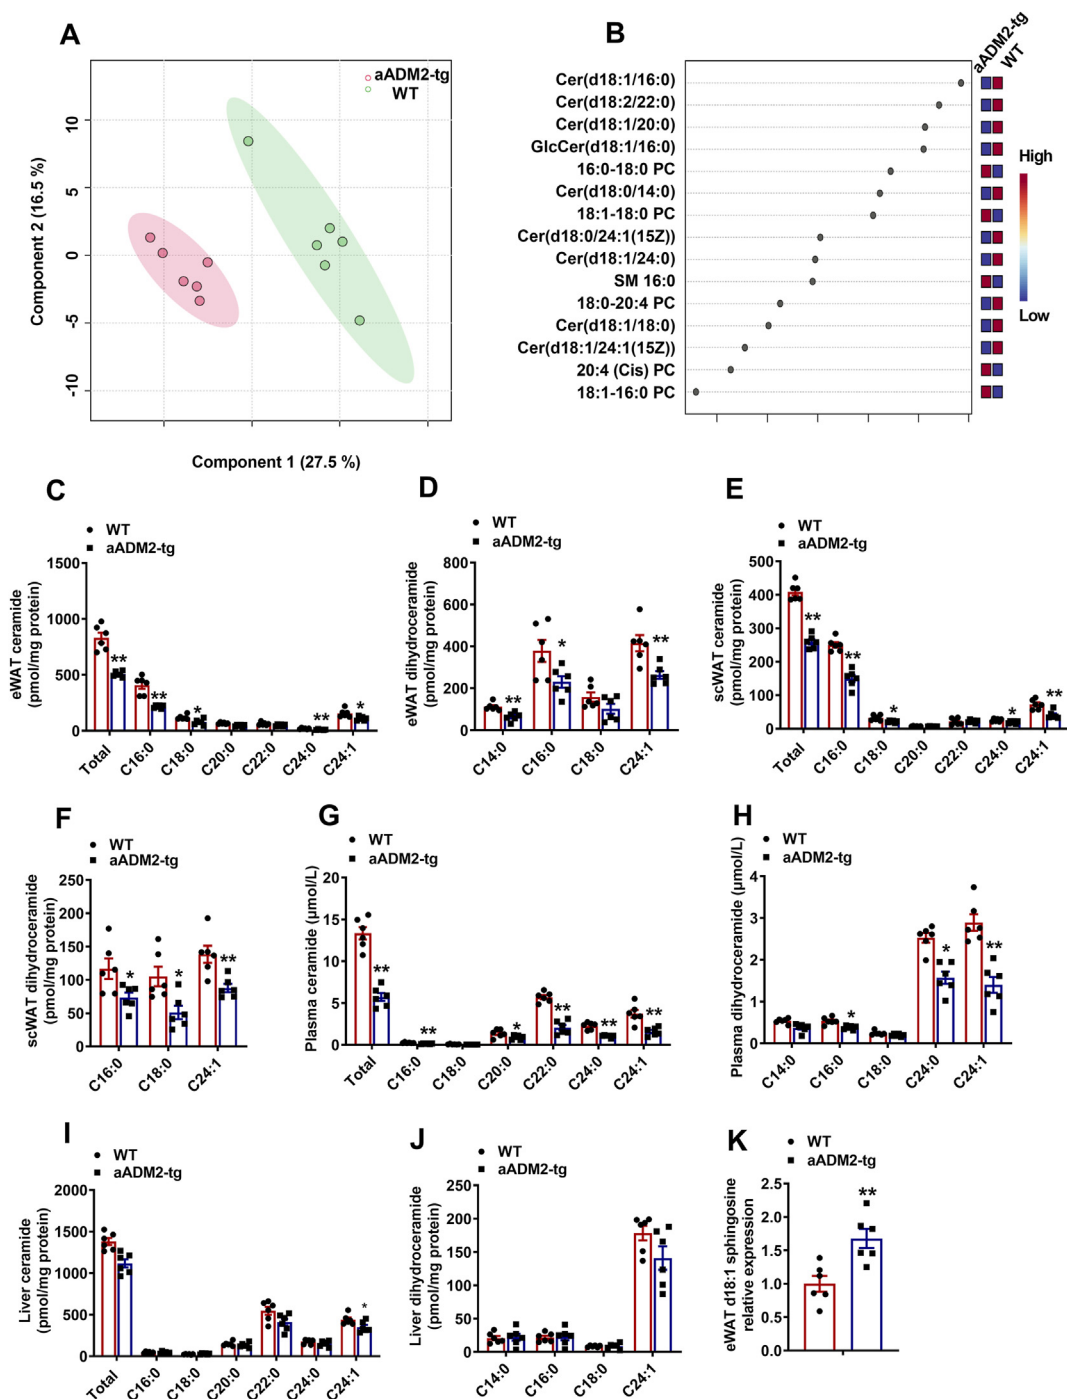 A
aADM2-tg
WT
Component 2 (16.5 %)
10
5
0
-5
-10
Component 1 (27.5 %)
B
aADM2-tg
WT
Cer(d18:1/16:0)
Cer(d18:2/22:0)
Cer(d18:1/20:0)
GlcCer(d18:1/16:0)
16:0-18:0 PC
Cer(d18:0/14:0)
18:1-18:0 PC
Cer(d18:0/24:1(15Z))
Cer(d18:1/24:0)
SM 16:0
18:0-20:4 PC
Cer(d18:1/18:0)
Cer(d18:1/24:1(15Z))
20:4 (Cis) PC
18:1-16:0 PC
High
Low
C
WT
aADM2-tg
eWAT ceramide
(pmol/mg protein)
1500
1000
500
0
** ** * ** *
Total C16:0 C18:0 C20:0 C22:0 C24:0 C24:1
D
WT
aADM2-tg
eWAT dihydroceramide
(pmol/mg protein)
800
600
400
200
0
** * **
C14:0 C16:0 C18:0 C24:1
E
WT
aADM2-tg
scWAT ceramide
(pmol/mg protein)
500
400
300
200
100
0
** ** * * **
Total C16:0 C18:0 C20:0 C22:0 C24:0 C24:1
F
WT
aADM2-tg
scWAT dihydroceramide
(pmol/mg protein)
250
200
150
100
50
0
* * **
C16:0 C18:0 C24:1
G
WT
aADM2-tg
Plasma ceramide (μmol/L)
20
15
10
5
0
** ** * ** ** **
Total C16:0 C18:0 C20:0 C22:0 C24:0 C24:1
H
WT
aADM2-tg
Plasma dihydroceramide (μmol/L)
4
3
2
1
0
* * **
C14:0 C16:0 C18:0 C24:0 C24:1
I
WT
aADM2-tg
Liver ceramide
(pmol/mg protein)
2000
1500
1000
500
0
*
Total C16:0 C18:0 C20:0 C22:0 C24:0 C24:1
J
WT
aADM2-tg
Liver dihydroceramide
(pmol/mg protein)
250
200
150
100
50
0
C14:0 C16:0 C18:0 C24:1
K
WT
aADM2-tg
eWAT d18:1 sphingosine
relative expression
2.5
2.0
1.5
1.0
0.5
0.0
**